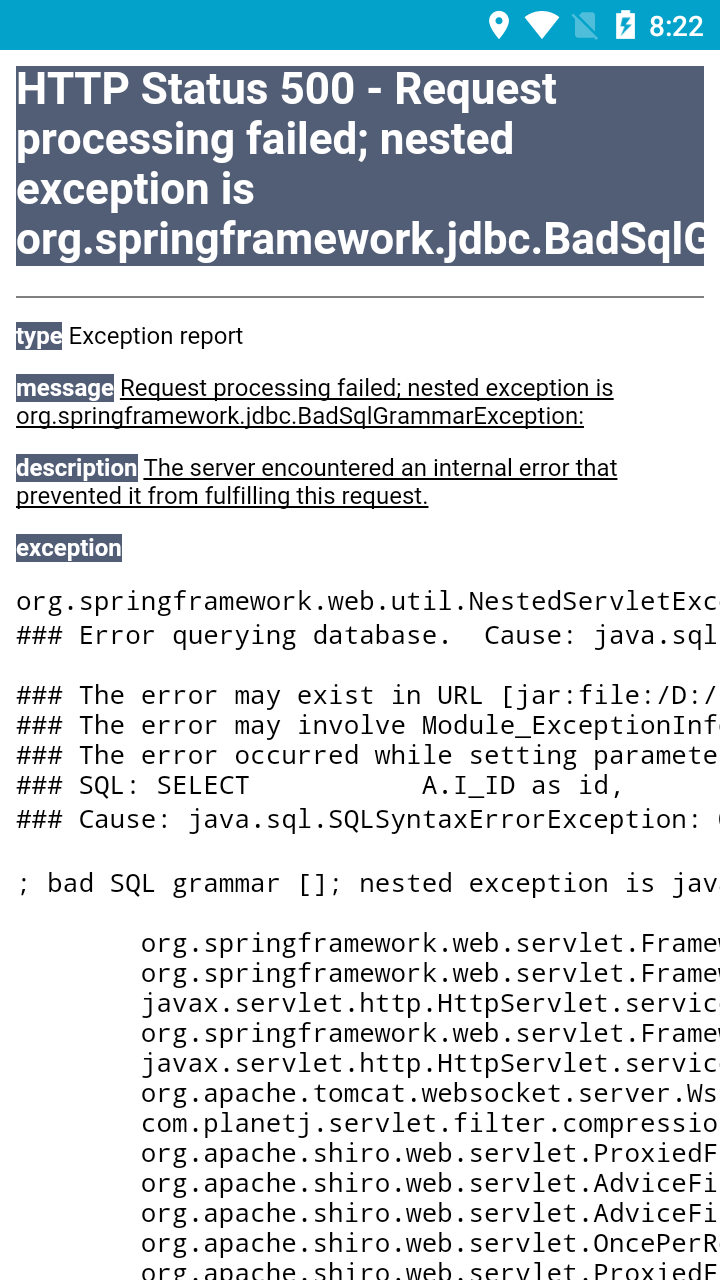 8:22
HTTP Status 500 - Request
processing failed; nested
exception is
org.springframework.jdbc.BadSqlG
type Exception report
message Request processing failed; nested exception is
org.springframework.jdbc.BadSqlGrammarException:
description The server encountered an internal error that
prevented it from fulfilling this request.
exception
org.springframework.web.util.NestedServletExc
### Error querying database.  Cause: java.sql
### The error may exist in URL [jar:file:/D:/
### The error may involve Module_ExceptionInf
### The error occurred while setting paramete
### SQL: SELECT           A.I_ID as id,
### Cause: java.sql.SQLSyntaxErrorException:
; bad SQL grammar []; nested exception is jav
org.springframework.web.servlet.Frame
org.springframework.web.servlet.Frame
javax.servlet.http.HttpServlet.servic
org.springframework.web.servlet.Frame
javax.servlet.http.HttpServlet.servic
org.apache.tomcat.websocket.server.Ws
com.planetj.servlet.filter.compressio
org.apache.shiro.web.servlet.ProxiedF
org.apache.shiro.web.servlet.AdviceFi
org.apache.shiro.web.servlet.AdviceFi
org.apache.shiro.web.servlet.OncePerR
org.apache.shiro.web.servlet.ProxiedF